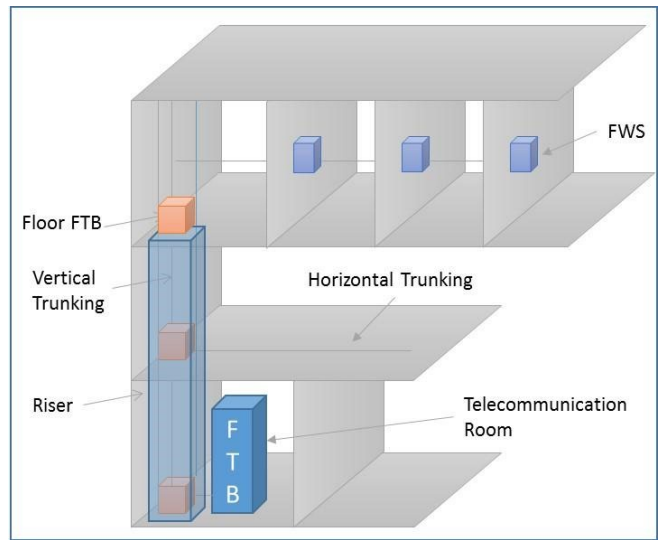 FWS
Floor FTB
Vertical
Trunking
Horizontal Trunking
Riser
Telecommunication
Room
F
T
B